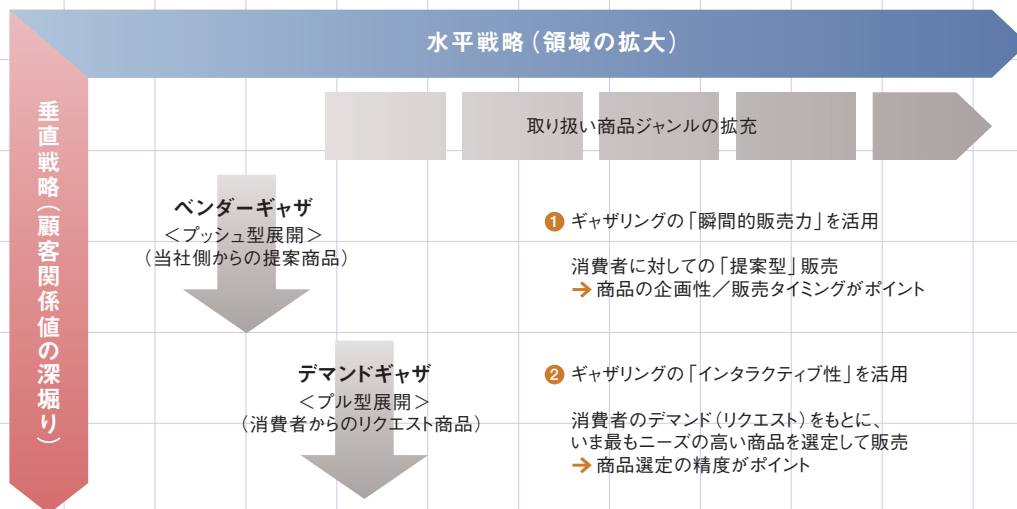 水平戦略（領域の拡大）
垂直戦略（顧客関係値の深堀り）
取り扱い商品ジャンルの拡充
ベンダーギャザ
＜プッシュ型展開＞
（当社側からの提案商品）
1 ギャザリングの「瞬間的販売力」を活用
消費者に対しての「提案型」販売
→ 商品の企画性／販売タイミングがポイント
デマンドギャザ
＜プル型展開＞
（消費者からのリクエスト商品）
2 ギャザリングの「インタラクティブ性」を活用
消費者のデマンド（リクエスト）をもとに、
いま最もニーズの高い商品を選定して販売
→ 商品選定の精度がポイント